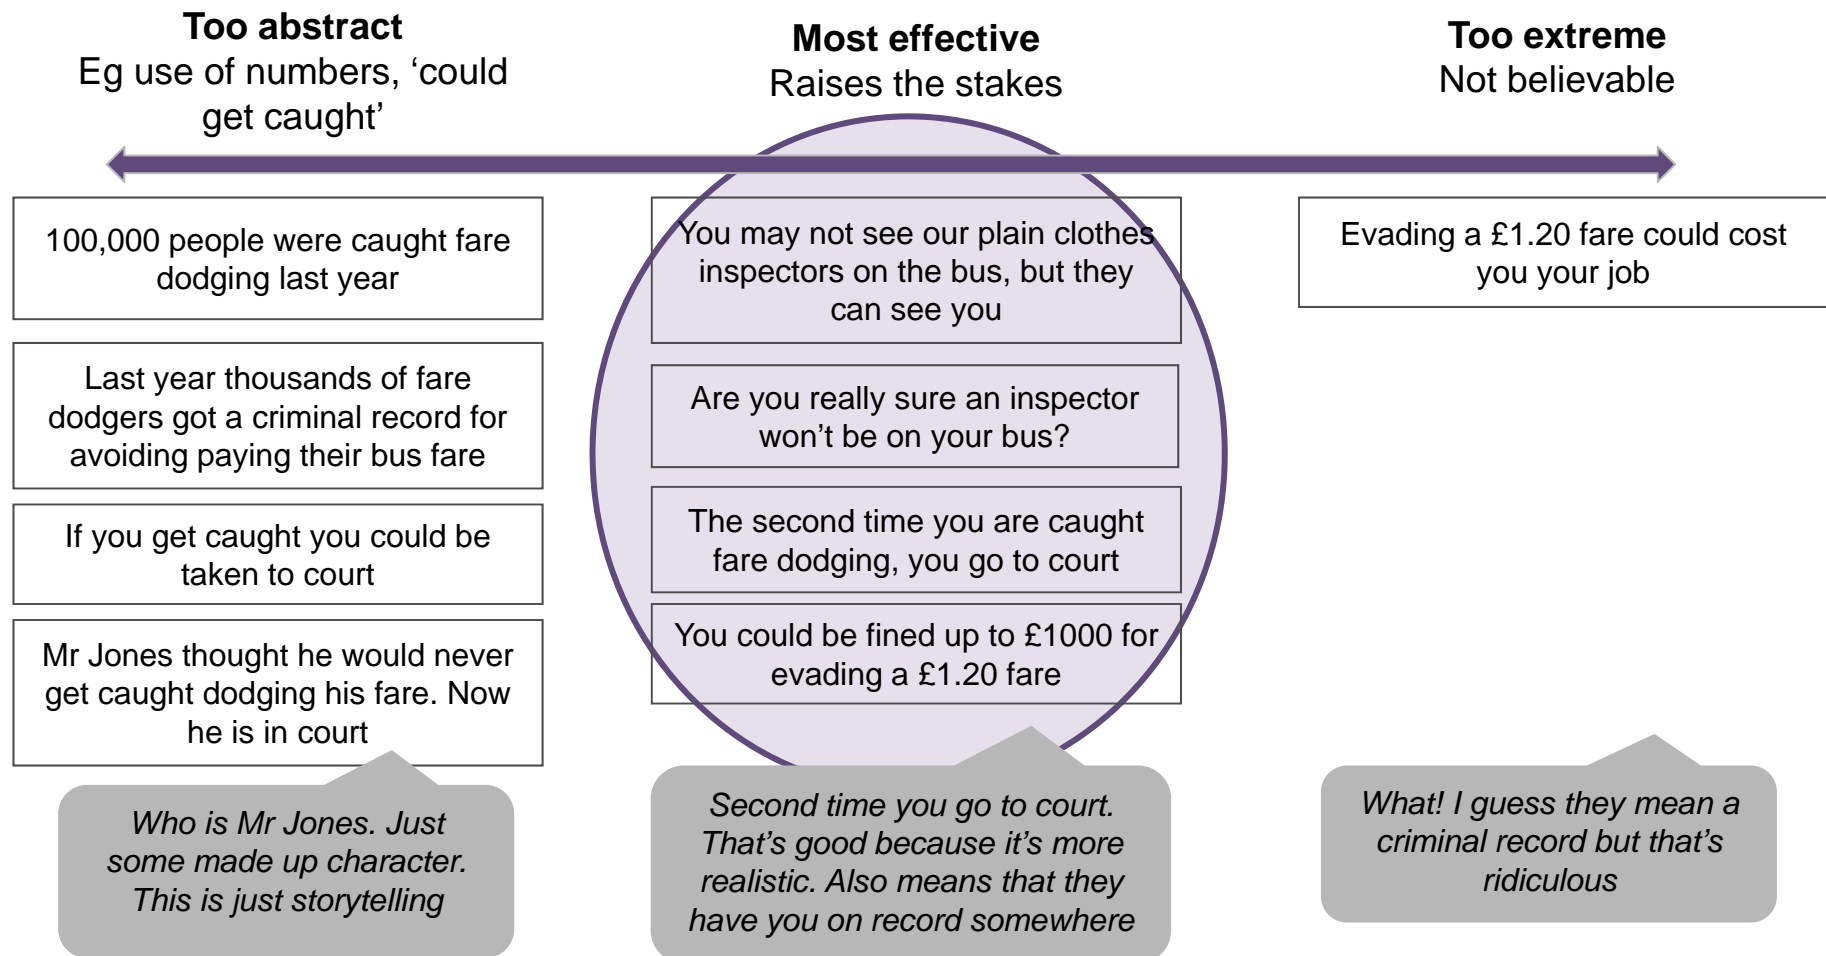 Too abstract
Eg use of numbers, ‘could
get caught’
Most effective
Raises the stakes
Too extreme
Not believable
100,000 people were caught fare
dodging last year
Last year thousands of fare
dodgers got a criminal record for
avoiding paying their bus fare
If you get caught you could be
taken to court
Mr Jones thought he would never
get caught dodging his fare. Now
he is in court
Who is Mr Jones. Just
some made up character.
This is just storytelling
You may not see our plain clothes
inspectors on the bus, but they
can see you
Are you really sure an inspector
won’t be on your bus?
The second time you are caught
fare dodging, you go to court
You could be fined up to £1000 for
evading a £1.20 fare
Second time you go to court.
That’s good because it’s more
realistic. Also means that they
have you on record somewhere
Evading a £1.20 fare could cost
you your job
What! I guess they mean a
criminal record but that’s
ridiculous